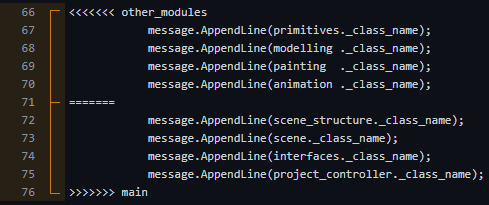 66 <<<<<<< other_modules
67             message.AppendLine(primitives._class_name);
68             message.AppendLine(modelling ._class_name);
69             message.AppendLine(painting  ._class_name);
70             message.AppendLine(animation ._class_name);
71 =======
72             message.AppendLine(scene_structure._class_name);
73             message.AppendLine(scene._class_name);
74             message.AppendLine(interfaces._class_name);
75             message.AppendLine(project_controller._class_name);
76 >>>>>>> main